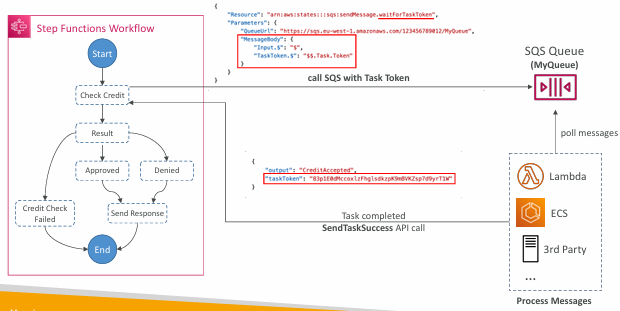 Step Functions Workflow
Start
Check Credit
Result
Approved
Denied
Credit Check
Failed
Send Response
End
{
"Resource": "arn:aws:states:::sqs:sendMessage.waitForTaskToken",
"Parameters": {
"QueueUrl": "https://sqs.eu-west-1.amazonaws.com/123456789012/MyQueue",
"MessageBody": {
"Input.$": "$",
"TaskToken.$": "$$.Task.Token"
}
}
}
call SQS with Task Token
SQS Queue
(MyQueue)
poll messages
{
"output": "CreditAccepted",
}
Task completed
SendTaskSuccess API call
Lambda
ECS
3rd Party
...
Process Messages